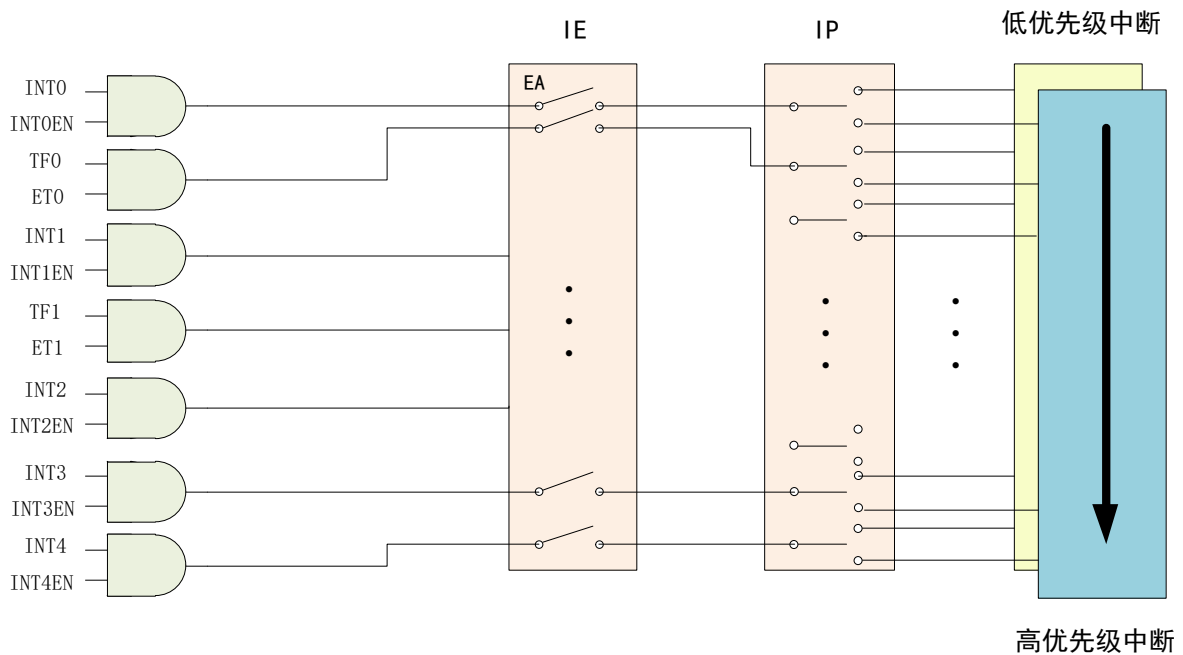 IE
IP
低优先级中断
EA
INT0
INT0EN
TF0
ET0
INT1
INT1EN
TF1
ET1
INT2
INT2EN
INT3
INT3EN
INT4
INT4EN
高优先级中断